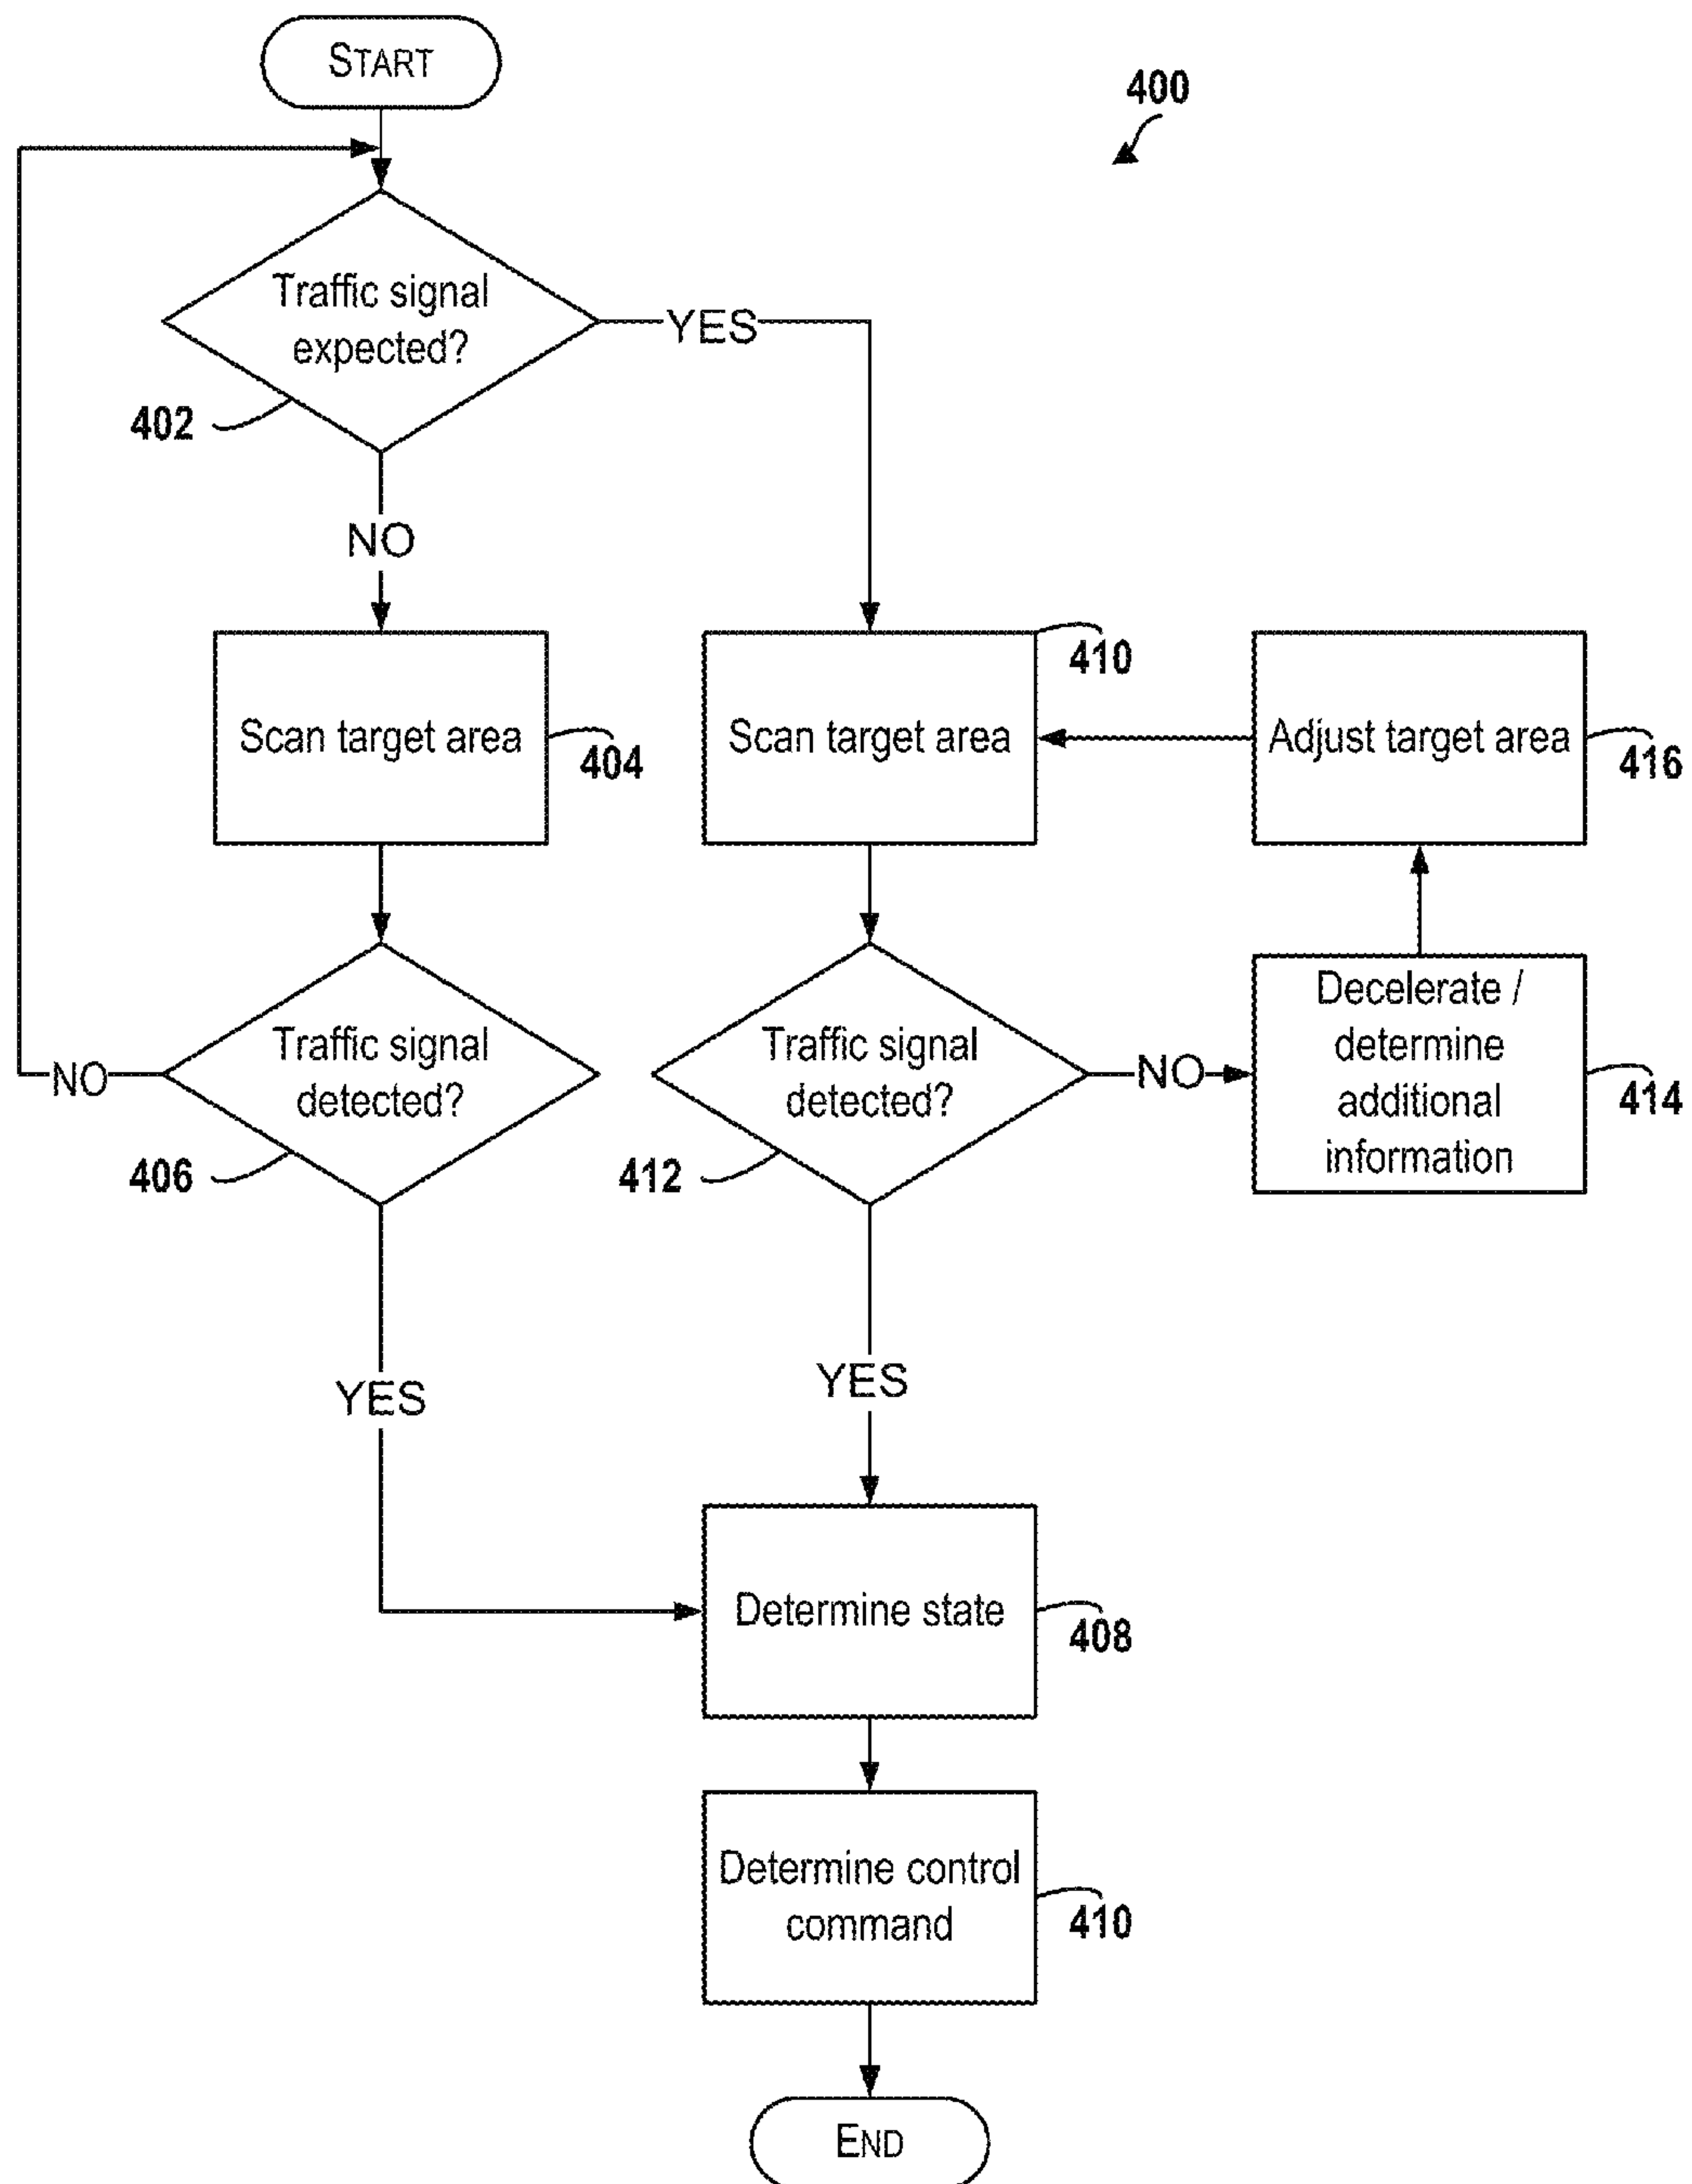 START
400
Traffic signal
expected?
YES
402
NO
Scan target area
404
Scan target area
410
Adjust target area
416
Traffic signal
detected?
NO
406
Traffic signal
detected?
412
NO
Decelerate /
determine
additional
information
414
YES
YES
Determine state
408
Determine control
command
410
END